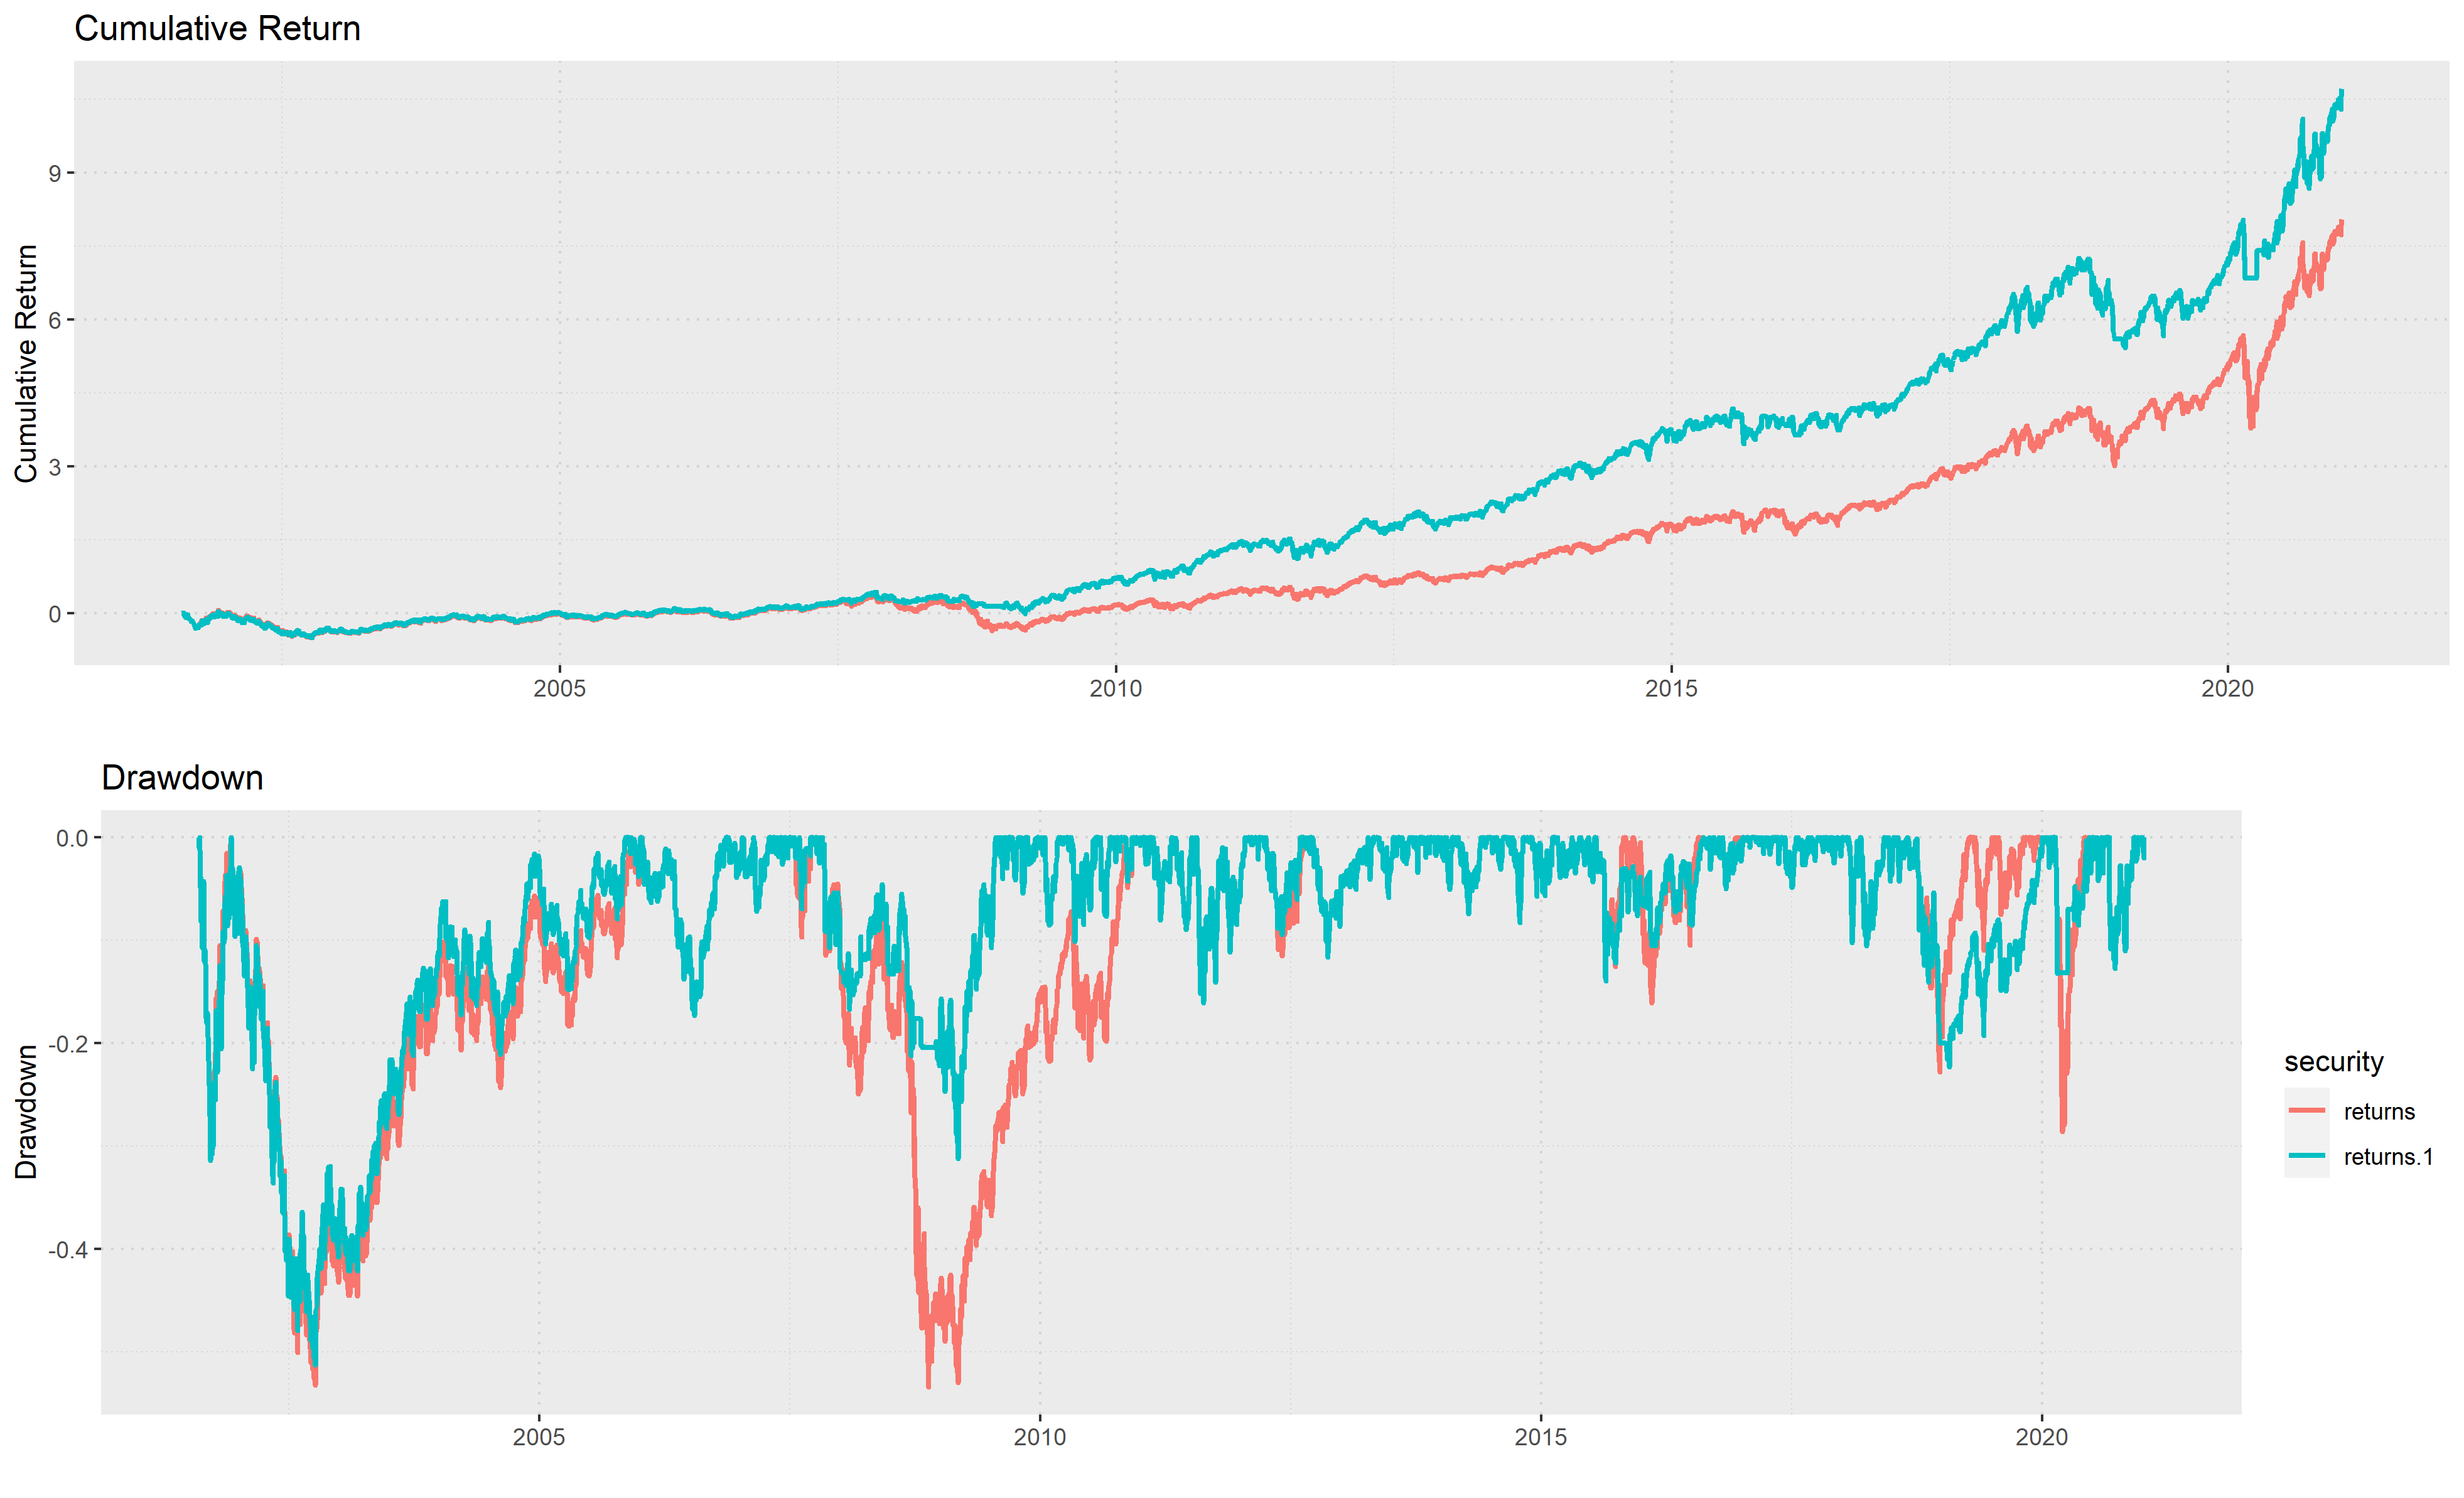 Cumulative Return
Cumulative Return
9
6
3
0
2005 2010 2015 2020
Drawdown
Drawdown
0.0
-0.2
-0.4
2005 2010 2015 2020
security
returns
returns.1